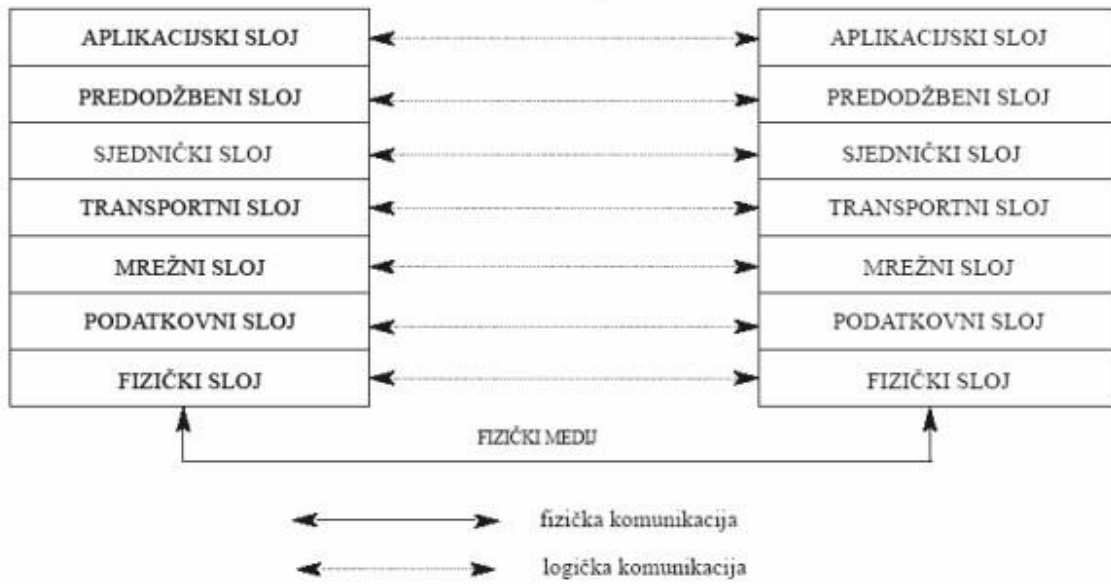 APLIKACIJSKI SLOJ APLIKACIJSKI SLOJ
PREDODŽBENI SLOJ PREDODŽBENI SLOJ
SJEDNIČKI SLOJ SJEDNIČKI SLOJ
TRANSPORTNI SLOJ TRANSPORTNI SLOJ
MREŽNI SLOJ MREŽNI SLOJ
PODATKOVNI SLOJ PODATKOVNI SLOJ
FIZIČKI SLOJ FIZIČKI SLOJ
FIZIČKI MEDIJ
fizička komunikacija
logička komunikacija